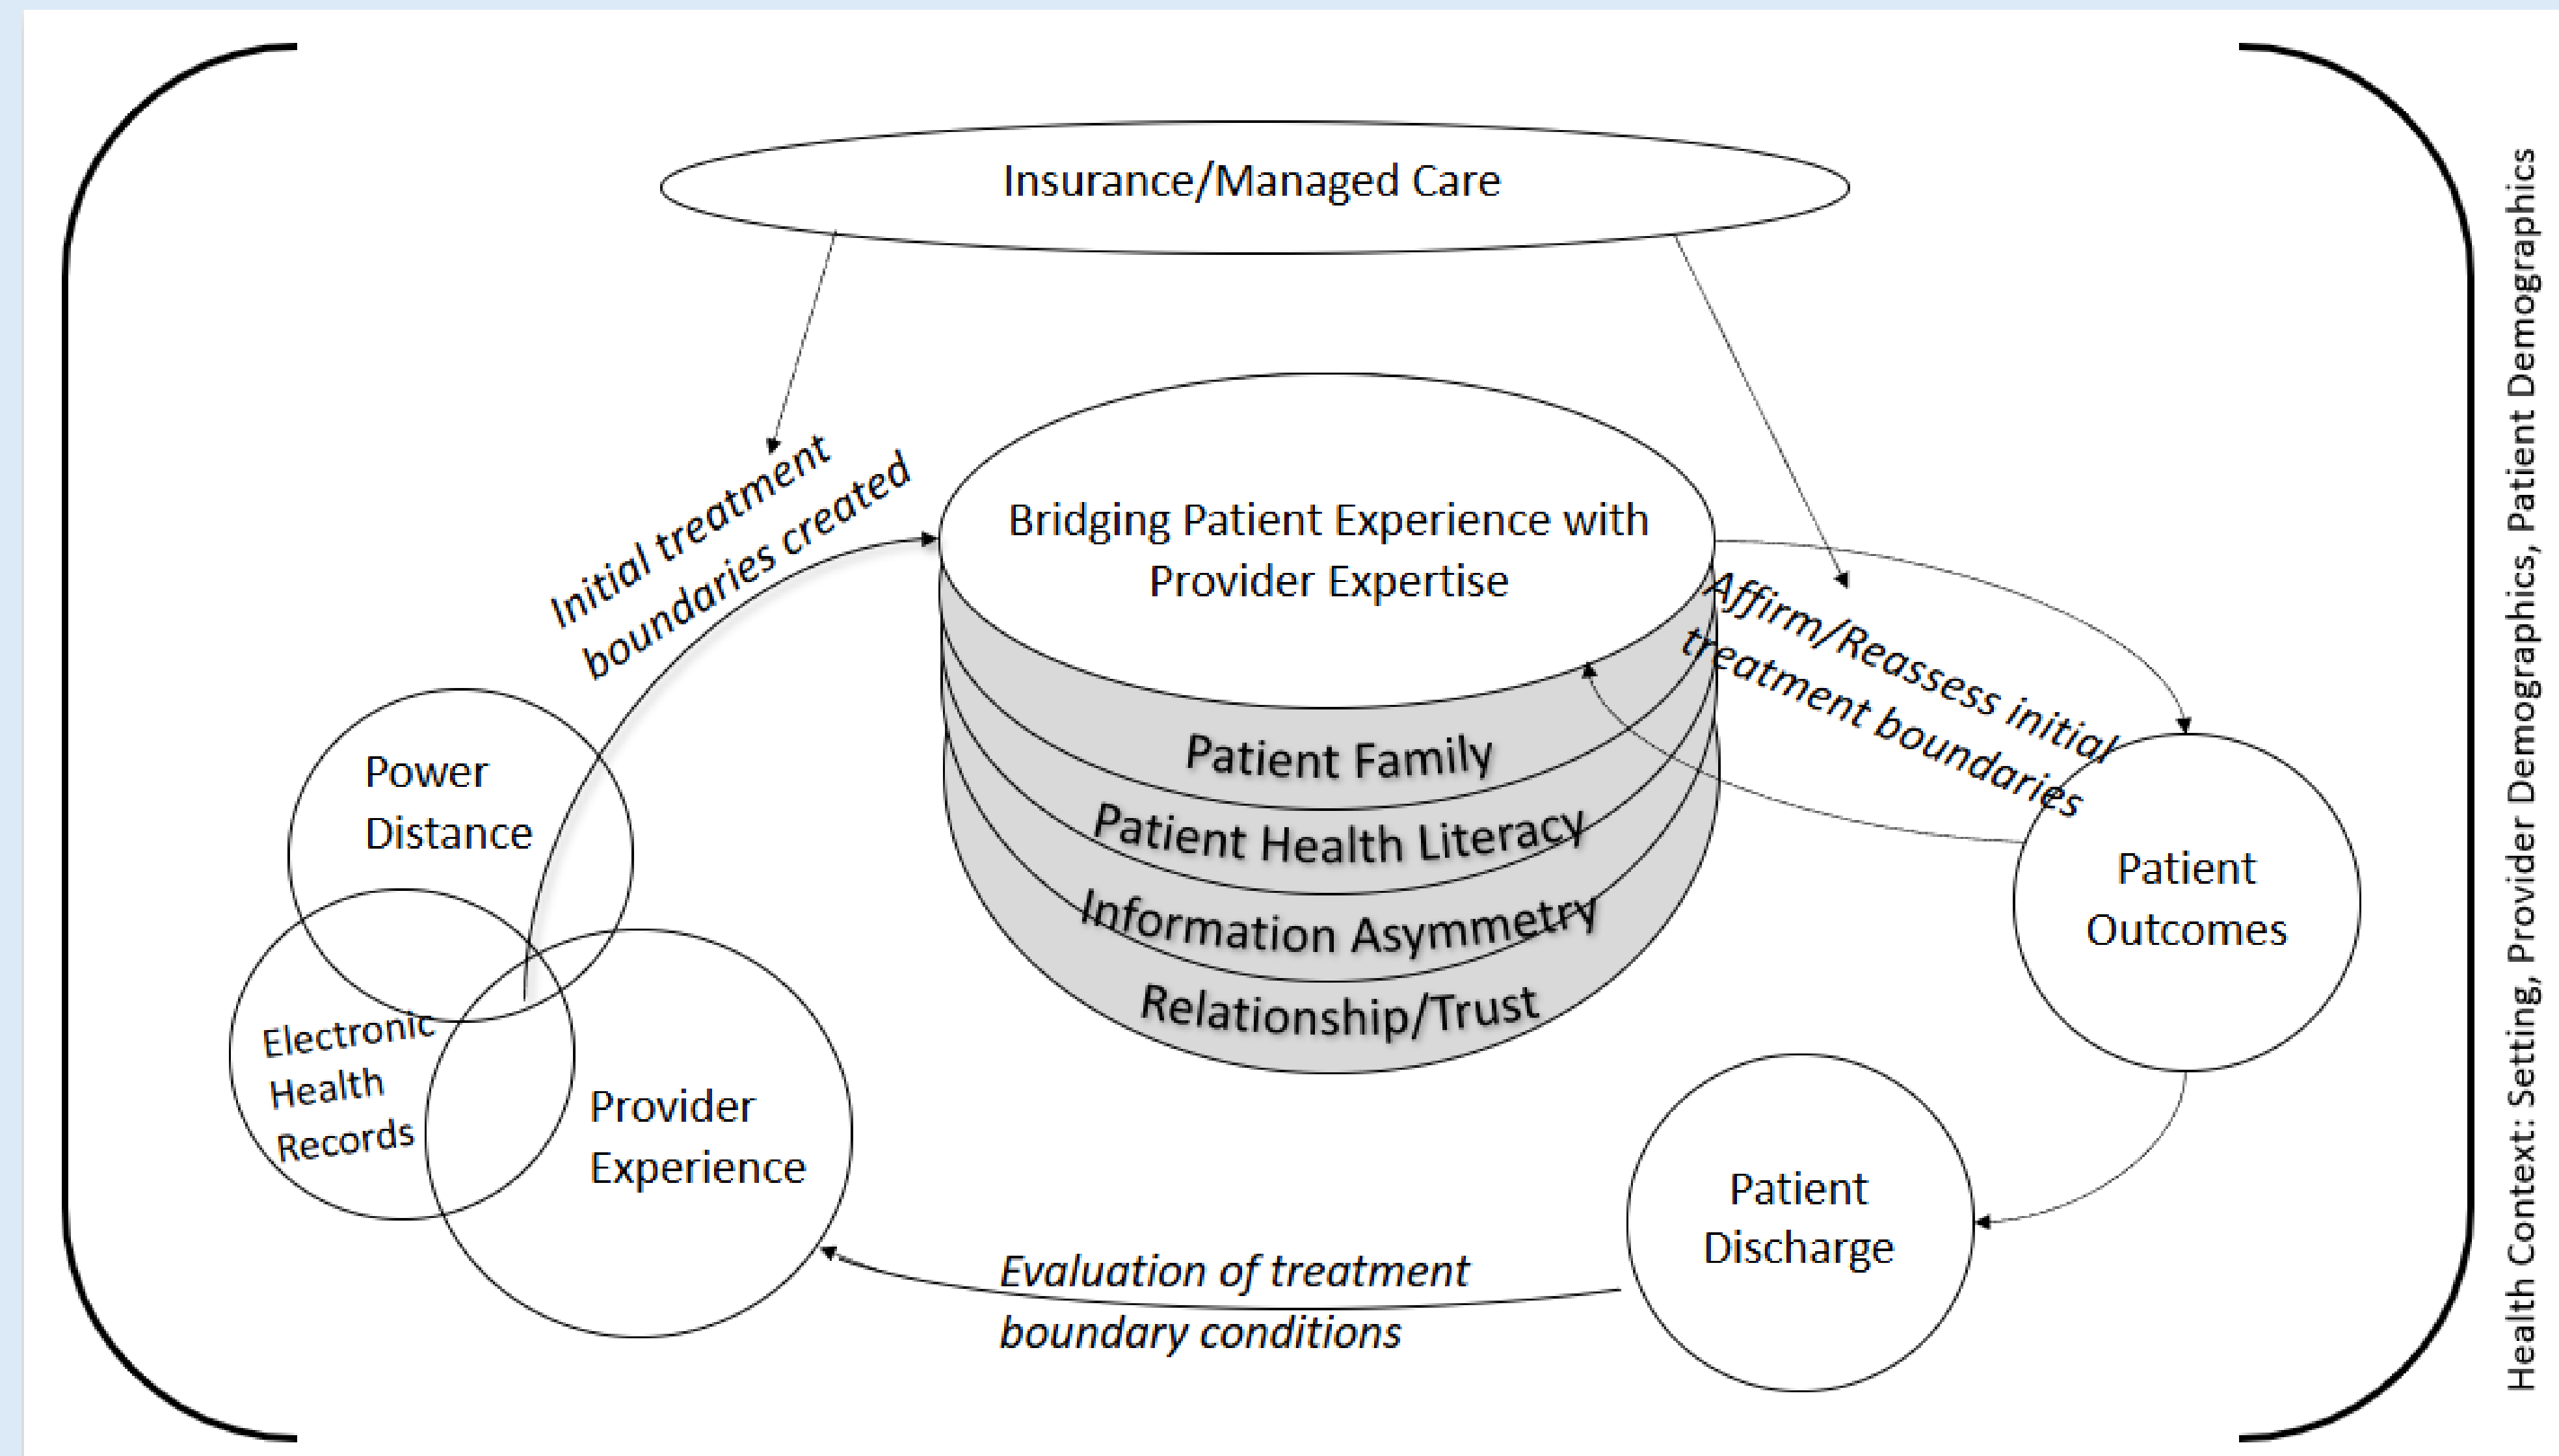 Insurance/Managed Care
Initial treatment
boundaries created
Bridging Patient Experience with
Provider Expertise
Affirm/Reassess initial
treatment boundaries
Patient Family
Patient Health Literacy
Information Asymmetry
Relationship/Trust
Power
Distance
Electronic
Health
Records
Provider
Experience
Patient
Outcomes
Patient
Discharge
Evaluation of treatment
boundary conditions
Health Context: Setting, Provider Demographics, Patient Demographics